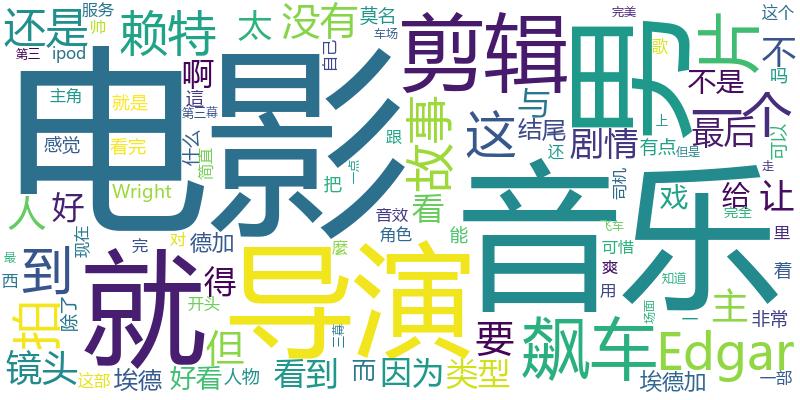 还是
服务
帅
赖特
太
没有
莫名
车场
完美
这个
第三
ipod
啊
自己
剪辑
歌
片
不
吗
主角
就是
這
第三幕
电影
男
不是
一个
感觉
看完
什么
简直
故事
与
这
结尾
剧情
最后
可以
有点
但是
上
还
跟
一点
把
Wright
人
好
看
音乐
戏
给
让
司机
现在
完
对
德加
音效
角色
能
麼
可惜
飞车
完全
走
里
最
西
到
就
得
导演
爽
用
知道
着
除了
拍
开头
三幕
要
飙车
场面
一
主
非常
镜头
这部
埃德
但
好看
人物
看到
而
因为
类型
Edgar
埃德加
一部